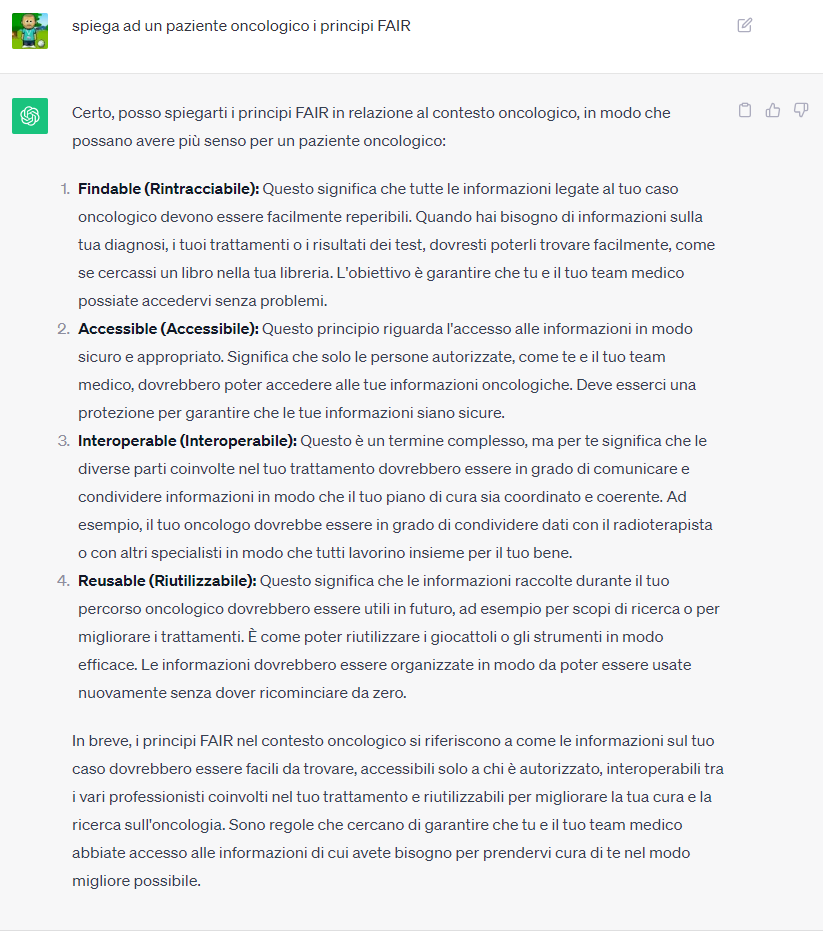 spiega ad un paziente oncologico i principi FAIR
Certo, posso spiegarti i principi FAIR in relazione al contesto oncologico, in modo che
possano avere più senso per un paziente oncologico:
1. Findable (Rintracciabile): Questo significa che tutte le informazioni legate al tuo caso
oncologico devono essere facilmente reperibili. Quando hai bisogno di informazioni sulla
tua diagnosi, i tuoi trattamenti o i risultati dei test, dovresti poterli trovare facilmente, come
se cercassi un libro nella tua libreria. L'obiettivo è garantire che tu e il tuo team medico
possiate accedervi senza problemi.
2. Accessible (Accessibile): Questo principio riguarda l'accesso alle informazioni in modo
sicuro e appropriato. Significa che solo le persone autorizzate, come te e il tuo team
medico, dovrebbero poter accedere alle tue informazioni oncologiche. Deve esserci una
protezione per garantire che le tue informazioni siano sicure.
3. Interoperable (Interoperabile): Questo è un termine complesso, ma per te significa che le
diverse parti coinvolte nel tuo trattamento dovrebbero essere in grado di comunicare e
condividere informazioni in modo che il tuo piano di cura sia coordinato e coerente. Ad
esempio, il tuo oncologo dovrebbe essere in grado di condividere dati con il radioterapista
o con altri specialisti in modo che tutti lavorino insieme per il tuo bene.
4. Reusable (Riutilizzabile): Questo significa che le informazioni raccolte durante il tuo
percorso oncologico dovrebbero essere utili in futuro, ad esempio per scopi di ricerca o per
migliorare i trattamenti. È come poter riutilizzare i giocattoli o gli strumenti in modo
efficace. Le informazioni dovrebbero essere organizzate in modo da poter essere usate
nuovamente senza dover ricominciare da zero.
In breve, i principi FAIR nel contesto oncologico si riferiscono a come le informazioni sul tuo
caso dovrebbero essere facili da trovare, accessibili solo a chi è autorizzato, interoperabili tra
i vari professionisti coinvolti nel tuo trattamento e riutilizzabili per migliorare la tua cura e la
ricerca sull'oncologia. Sono regole che cercano di garantire che tu e il tuo team medico
abbiate accesso alle informazioni di cui avete bisogno per prendervi cura di te nel modo
migliore possibile.